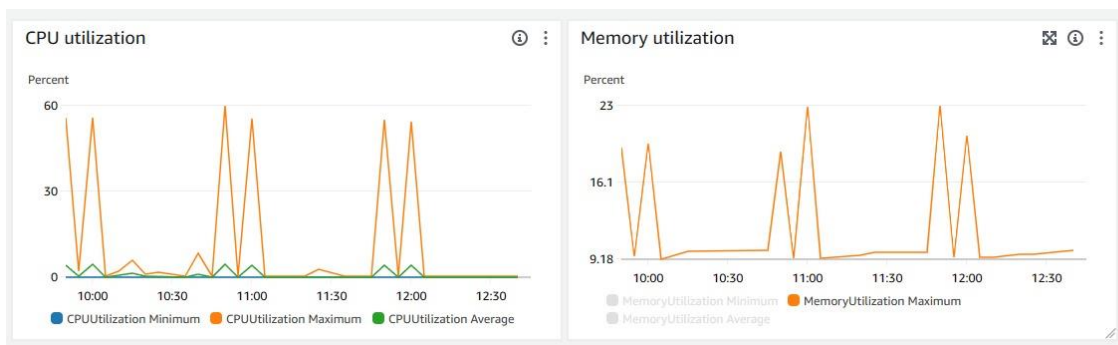 CPU utilization
Percent
60
30
0
10:00 10:30 11:00 11:30 12:00 12:30
CPUUtilization Minimum CPUUtilization Maximum CPUUtilization Average
Memory utilization
Percent
23
16.1
9.18
10:00 10:30 11:00 11:30 12:00 12:30
MemoryUtilization Minimum MemoryUtilization Maximum
MemoryUtilization Average